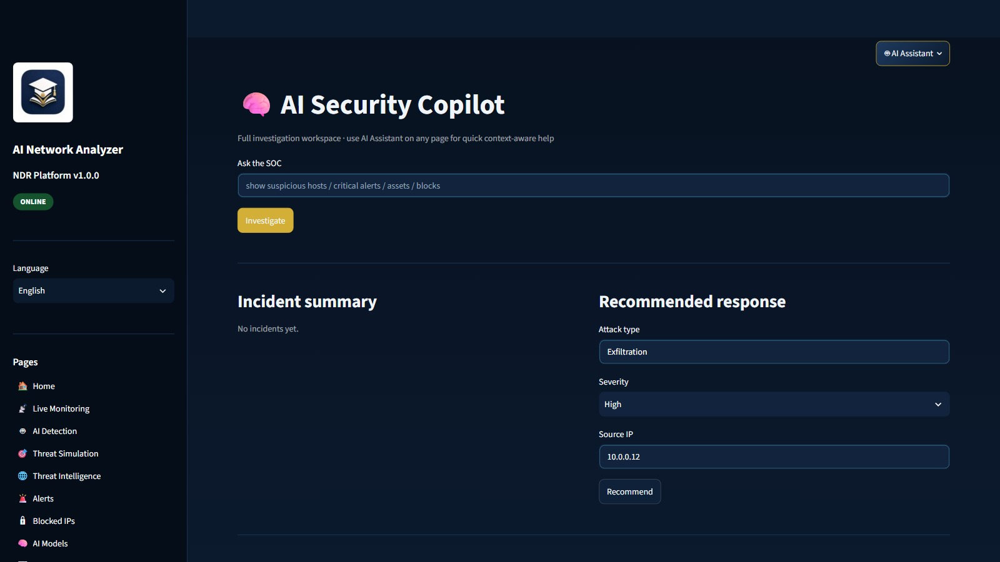 AI Network Analyzer
NDR Platform v1.0.0
ONLINE
Language
English
Pages
Home
Live Monitoring
AI Detection
Threat Simulation
Threat Intelligence
Alerts
Blocked IPs
AI Models
AI Assistant
AI Security Copilot
Full investigation workspace · use AI Assistant on any page for quick context-aware help
Ask the SOC
show suspicious hosts / critical alerts / assets / blocks
Investigate
Incident summary
No incidents yet.
Recommended response
Attack type
Exfiltration
Severity
High
Source IP
10.0.0.12
Recommend